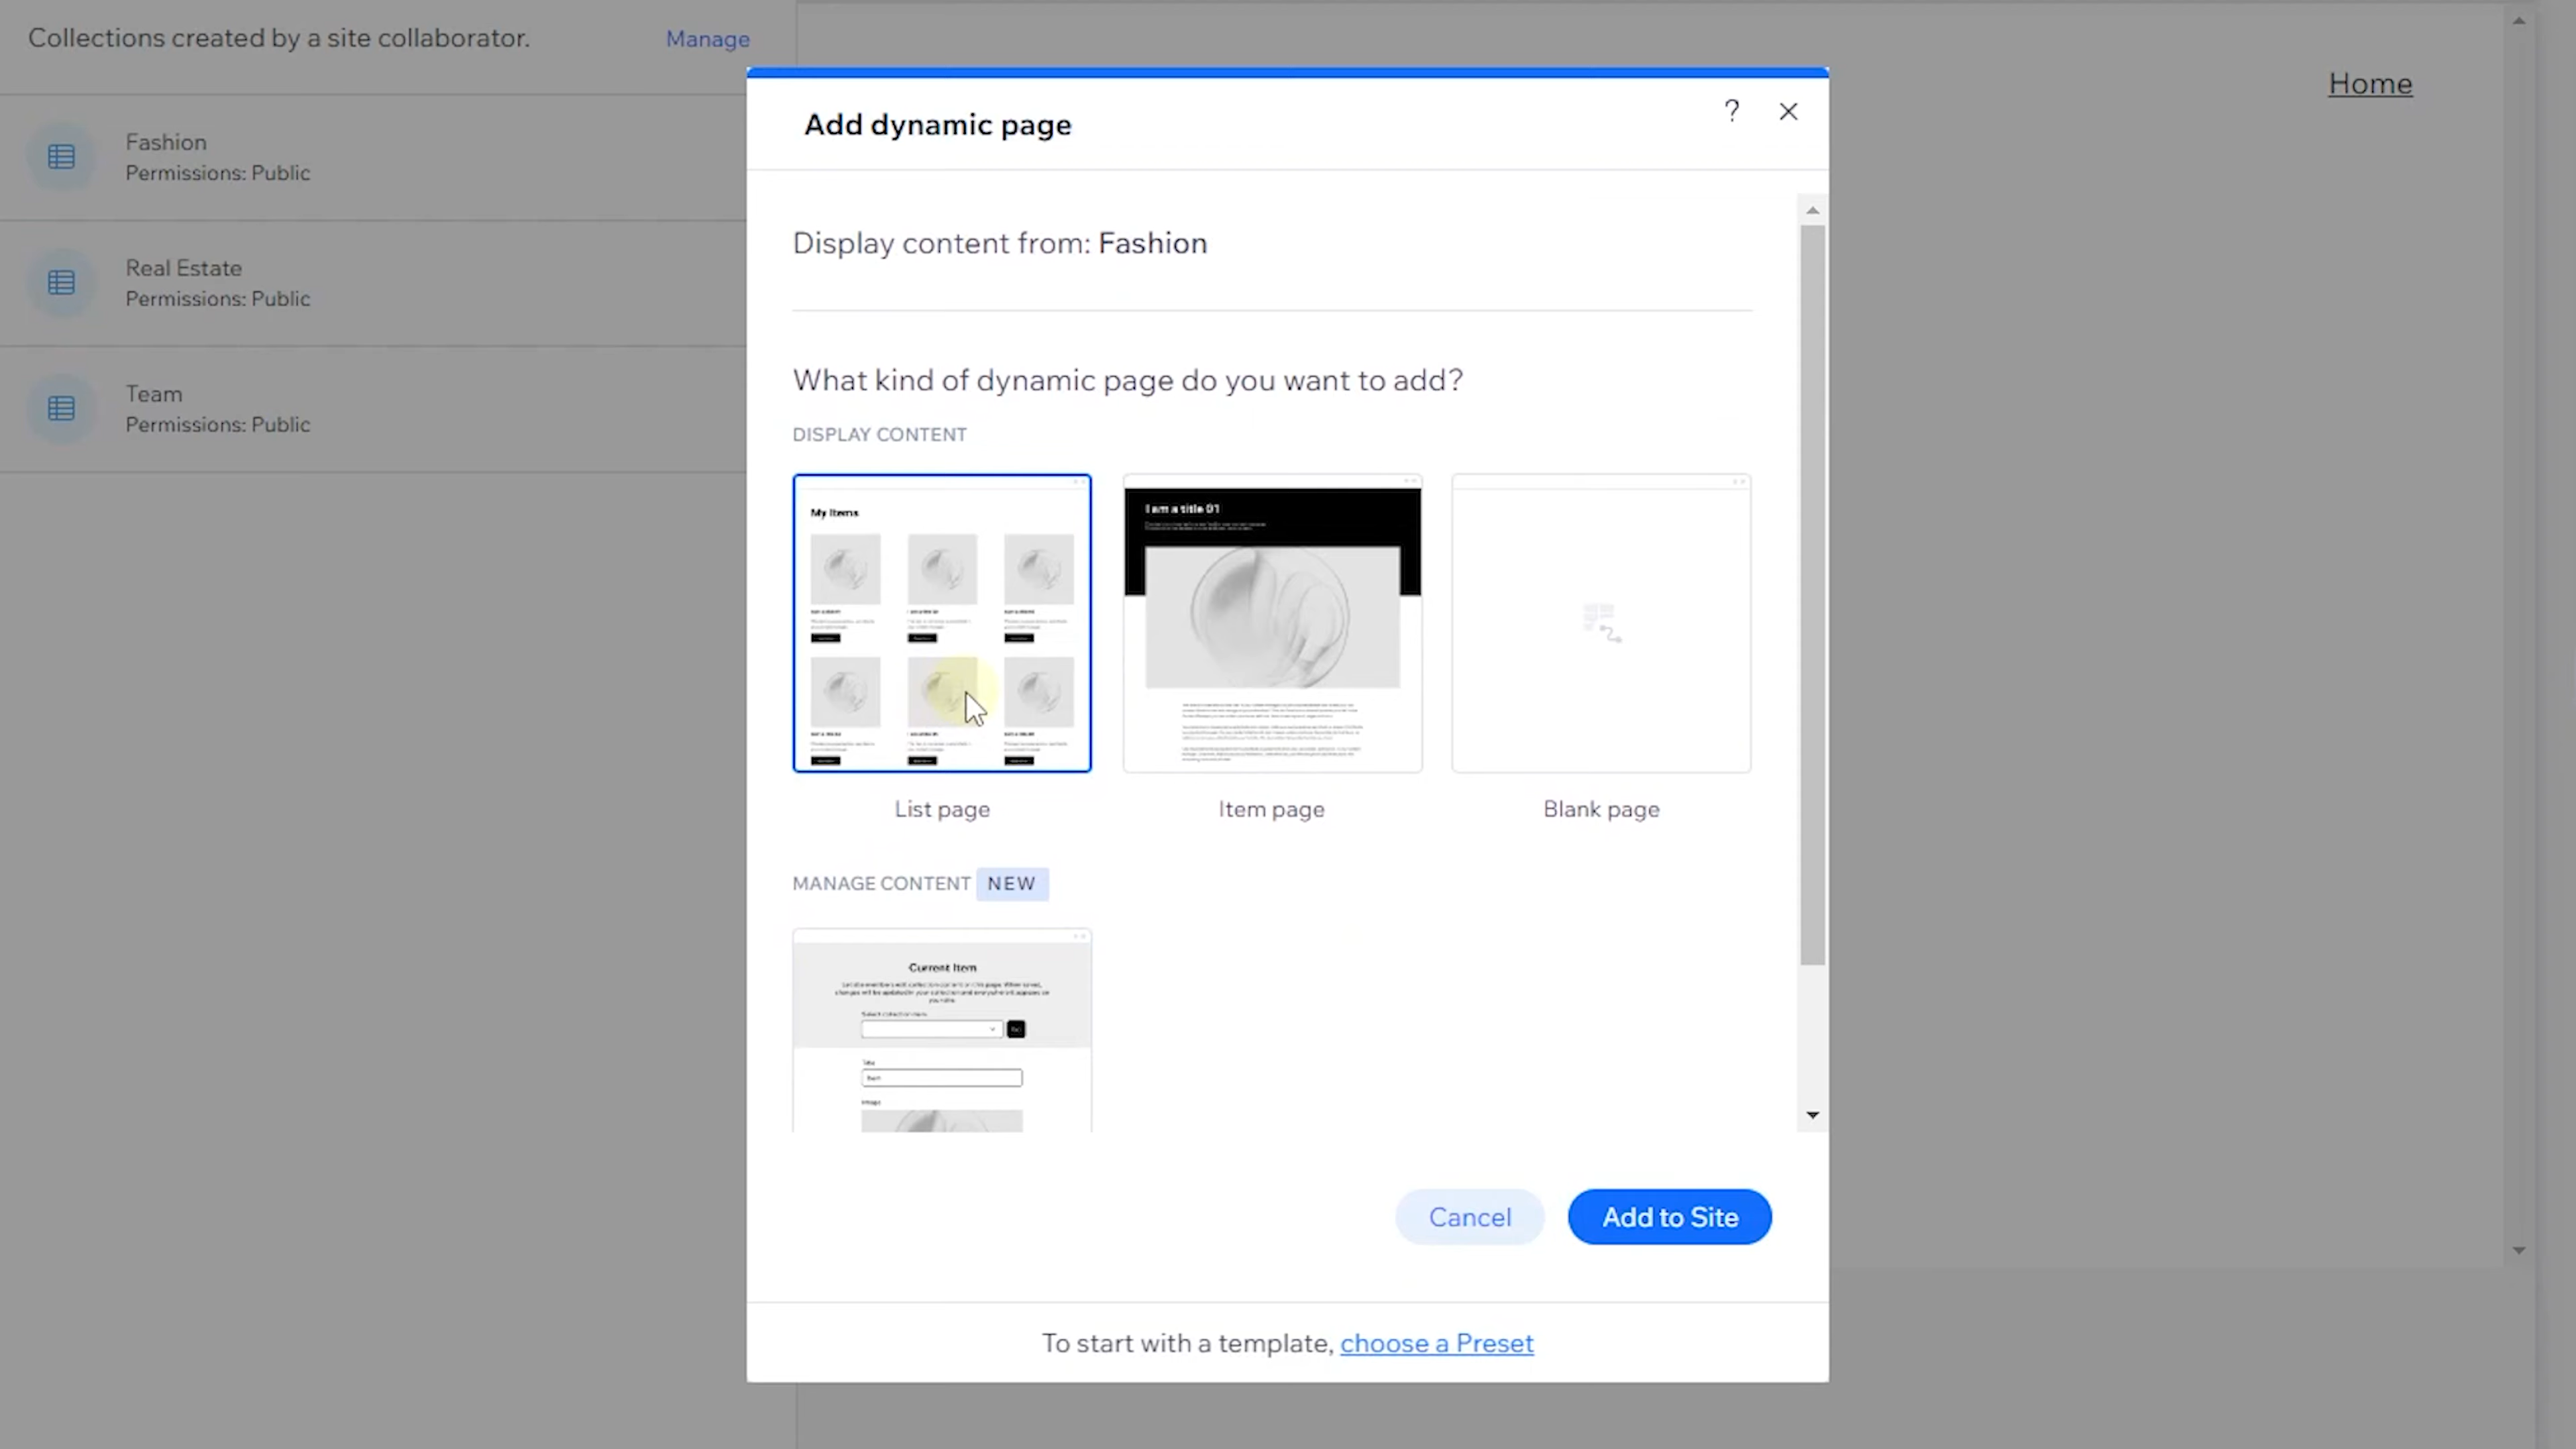 Collections created by a site collaborator.
Manage
Fashion
Permissions: Public
Real Estate
Permissions: Public
Team
Permissions: Public
Home
Add dynamic page
?
Display content from: Fashion
What kind of dynamic page do you want to add?
DISPLAY CONTENT
My Items
I am a title 01
List page
Item page
Blank page
MANAGE CONTENT NEW
Current Item
Title
Image
Cancel
Add to Site
To start with a template, choose a Preset